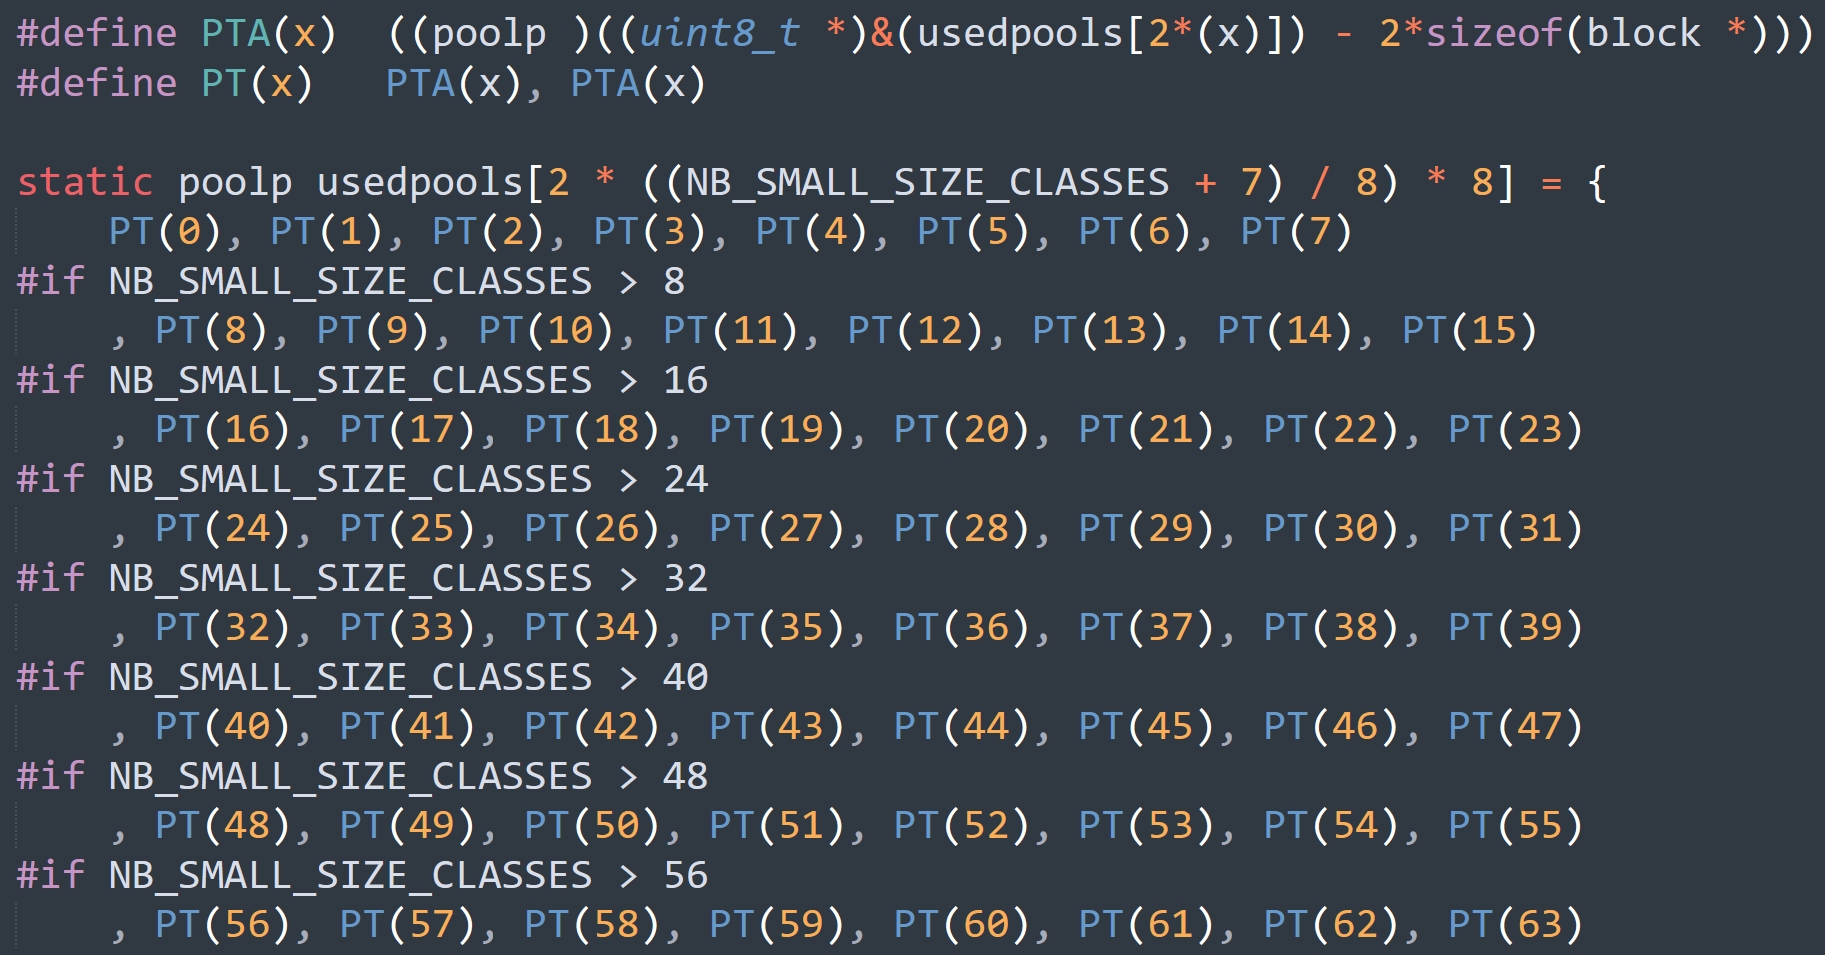 #define PTA(x)  ((poolp )((uint8_t *)&(usedpools[2*(x)]) - 2*sizeof(block *)))
#define PT(x)   PTA(x), PTA(x)

static poolp usedpools[2 * ((NB_SMALL_SIZE_CLASSES + 7) / 8) * 8] = {
    PT(0), PT(1), PT(2), PT(3), PT(4), PT(5), PT(6), PT(7)
#if NB_SMALL_SIZE_CLASSES > 8
    , PT(8), PT(9), PT(10), PT(11), PT(12), PT(13), PT(14), PT(15)
#if NB_SMALL_SIZE_CLASSES > 16
    , PT(16), PT(17), PT(18), PT(19), PT(20), PT(21), PT(22), PT(23)
#if NB_SMALL_SIZE_CLASSES > 24
    , PT(24), PT(25), PT(26), PT(27), PT(28), PT(29), PT(30), PT(31)
#if NB_SMALL_SIZE_CLASSES > 32
    , PT(32), PT(33), PT(34), PT(35), PT(36), PT(37), PT(38), PT(39)
#if NB_SMALL_SIZE_CLASSES > 40
    , PT(40), PT(41), PT(42), PT(43), PT(44), PT(45), PT(46), PT(47)
#if NB_SMALL_SIZE_CLASSES > 48
    , PT(48), PT(49), PT(50), PT(51), PT(52), PT(53), PT(54), PT(55)
#if NB_SMALL_SIZE_CLASSES > 56
    , PT(56), PT(57), PT(58), PT(59), PT(60), PT(61), PT(62), PT(63)